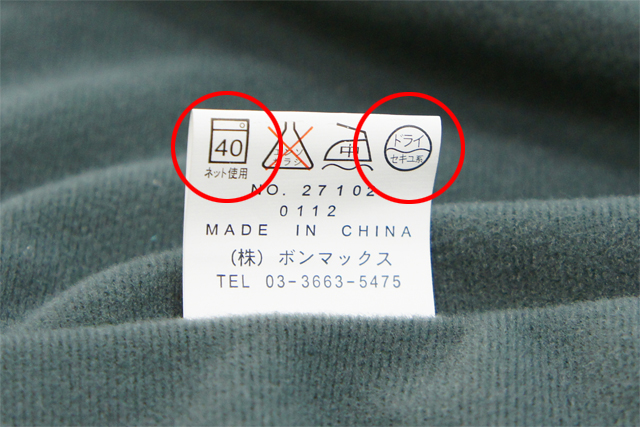 40 エンソ 中 ドライ
ネット使用 サラシ セキユ系
NO. 27102
0112
MADE IN CHINA
(株) ボンマックス
TEL 03-3663-5475